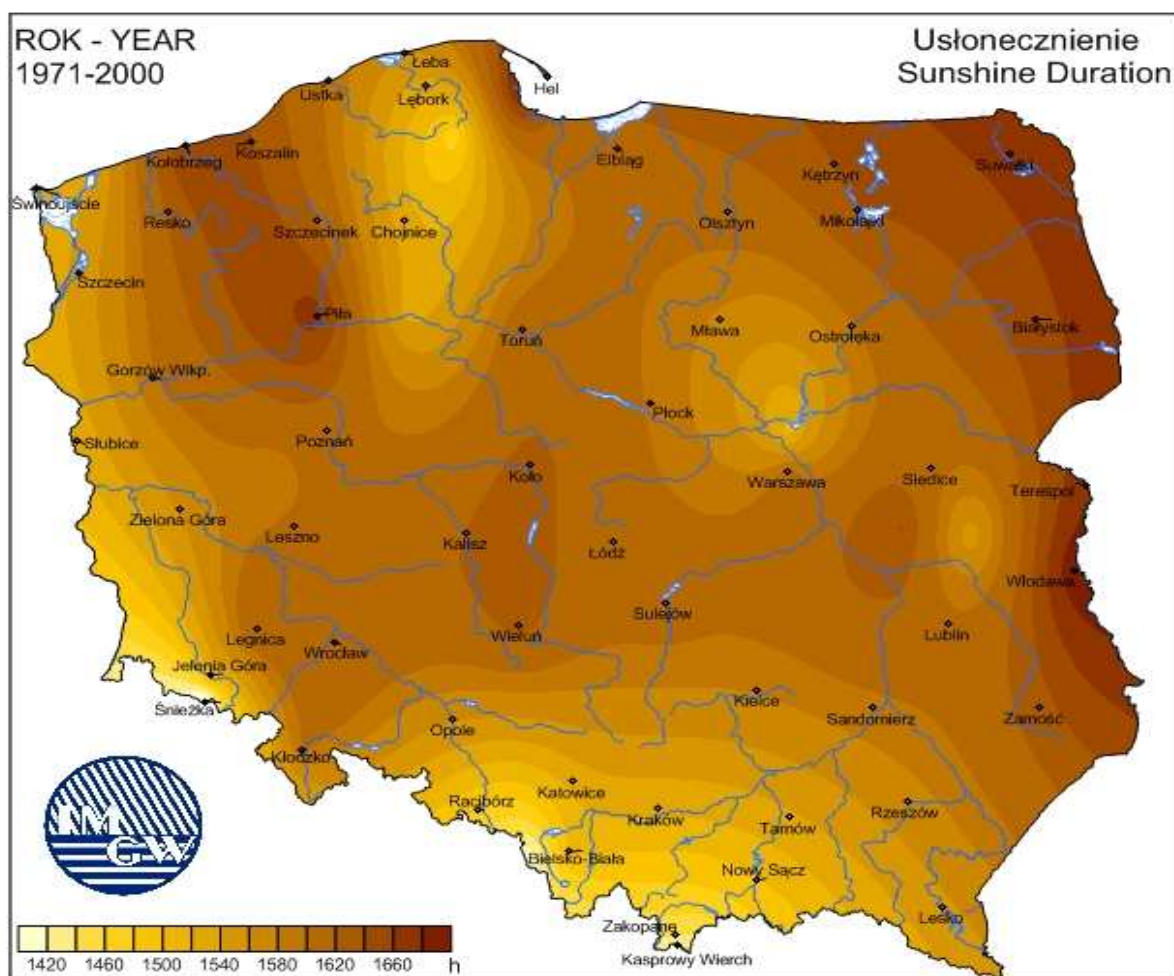 ROK - YEAR
1971-2000
Usłonecznienie
Sunshine Duration
Łeba
Hel
Ustka
Lębork
Koszalin
Kołobrzeg
Elbląg
Suwałki
Kętrzyn
Świnoujście
Resko
Szczecinek
Chojnice
Olsztyn
Mikołajki
Szczecin
Piła
Toruń
Mława
Ostrołęka
Białystok
Gorzów Wlkp.
Płock
Słubice
Poznań
Koło
Warszawa
Siedlce
Terespol
Zielona Góra
Leszno
Kalisz
Łódź
Włodawa
Sulejów
Legnica
Wrocław
Wieluń
Lublin
Jelenia Góra
Śnieżka
Kielce
Sandomierz
Zamość
Opole
Kłodzko
Katowice
Racibórz
Kraków
Tarnów
Rzeszów
Bielsko-Biała
Nowy Sącz
Lesko
Zakopane
Kasprowy Wierch
IMGW
1420 1460 1500 1540 1580 1620 1660 h